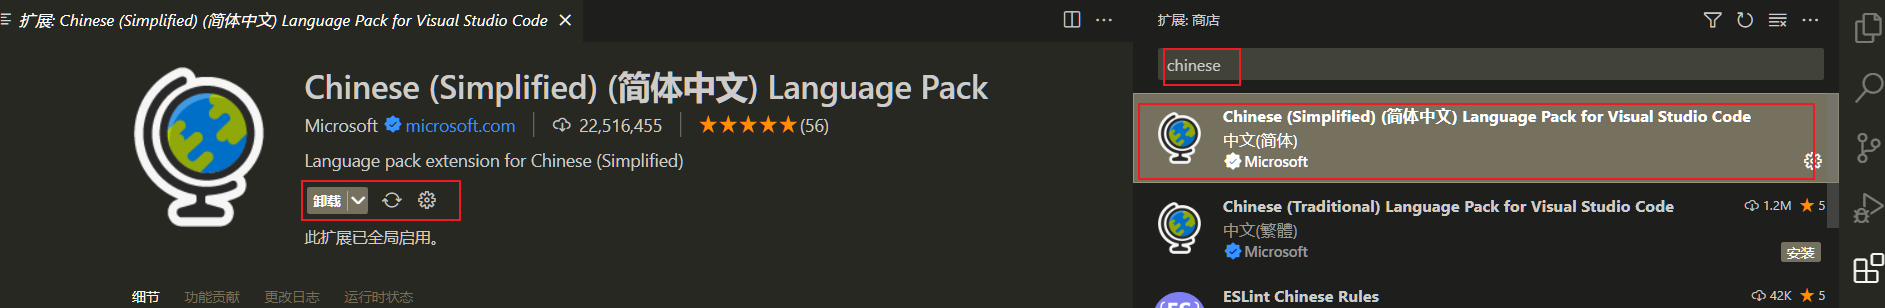 扩展: Chinese (Simplified) (简体中文) Language Pack for Visual Studio Code
Chinese (Simplified) (简体中文) Language Pack
Microsoft microsoft.com 22,516,455 (56)
Language pack extension for Chinese (Simplified)
卸载
此扩展已全局启用。
细节 功能贡献 更改日志 运行时状态
扩展: 商店
chinese
Chinese (Simplified) (简体中文) Language Pack for Visual Studio Code
中文(简体)
Microsoft
Chinese (Traditional) Language Pack for Visual Studio Code 1.2M 5
中文(繁體)
Microsoft 安装
ESLint Chinese Rules 42K 5